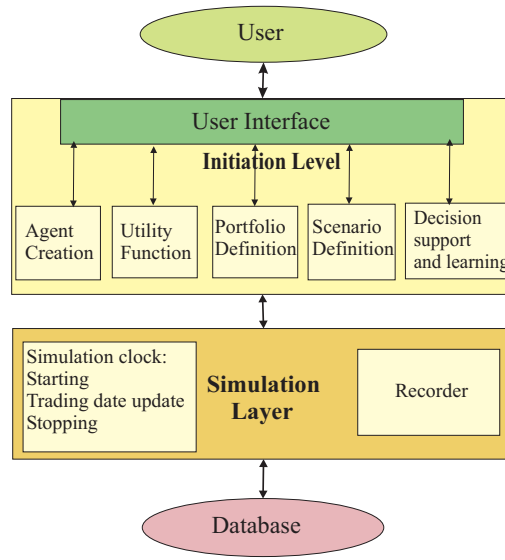 User
User Interface
Initiation Level
Agent
Creation
Utility
Function
Portfolio
Definition
Scenario
Definition
Decision
support
and learning
Simulation clock:
Starting
Trading date update
Stopping
Simulation
Layer
Recorder
Database